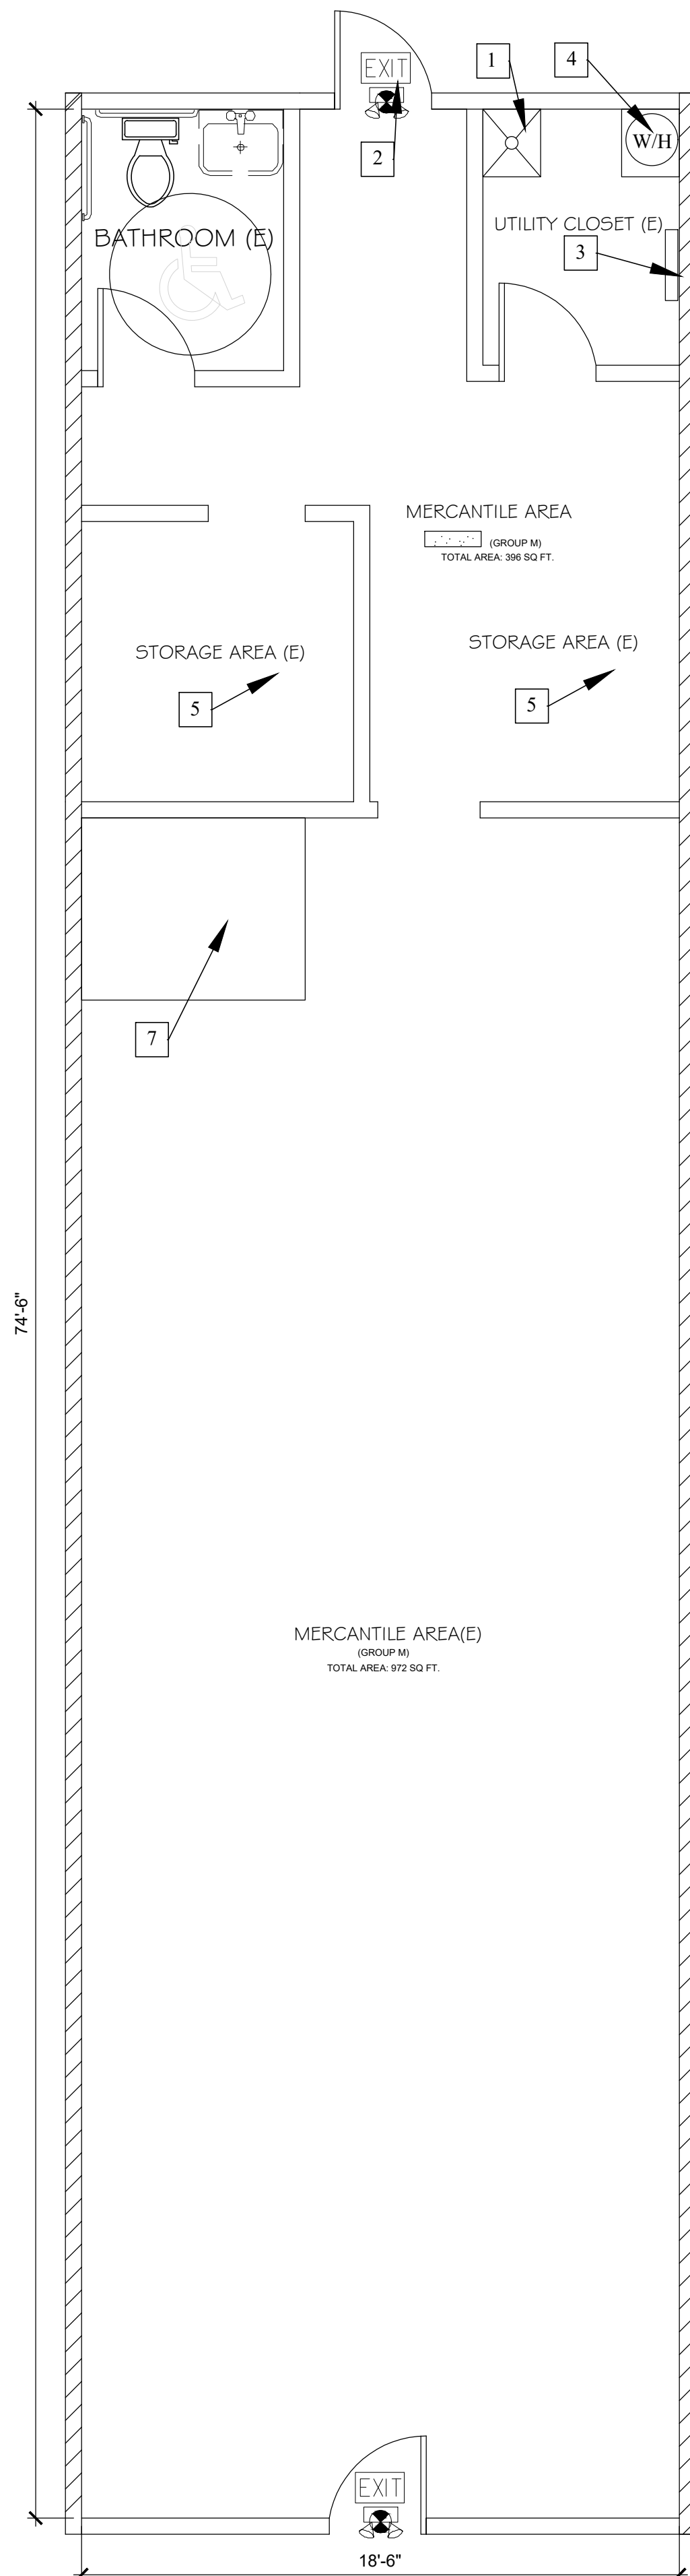 EXIT
1
4
2
W/H
BATHROOM (E)
UTILITY CLOSET (E)
3
MERCANTILE AREA
(GROUP M)
TOTAL AREA: 396 SQ FT.
STORAGE AREA (E)
STORAGE AREA (E)
5
5
7
74'-6"
MERCANTILE AREA(E)
(GROUP M)
TOTAL AREA: 972 SQ FT.
EXIT
18'-6"